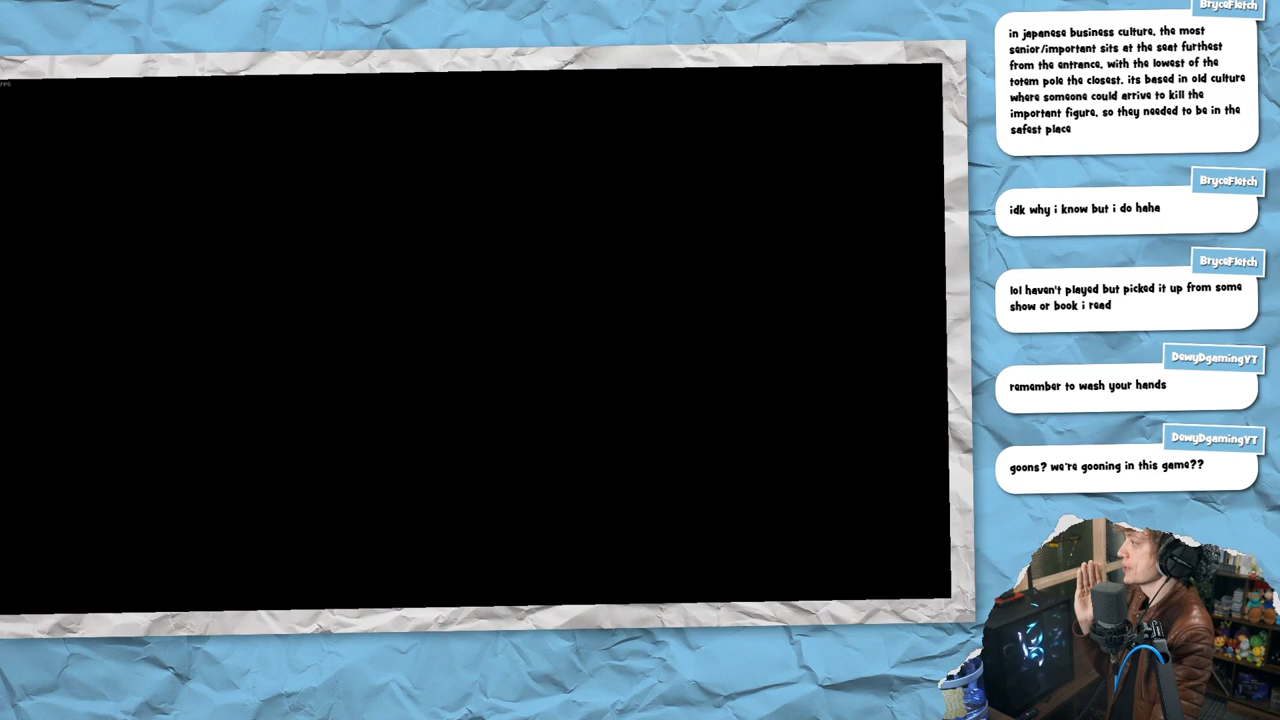 FPS
BryceFletch
in japanese business culture, the most
senior/important sits at the seat furthest
from the entrance, with the lowest of the
totem pole the closest. its based in old culture
where someone could arrive to kill the
important figure, so they needed to be in the
safest place
BryceFletch
idk why i know but i do haha
BryceFletch
lol haven't played but picked it up from some
show or book i read
DewyDgamingYT
remember to wash your hands
DewyDgamingYT
goons? we're gooning in this game??